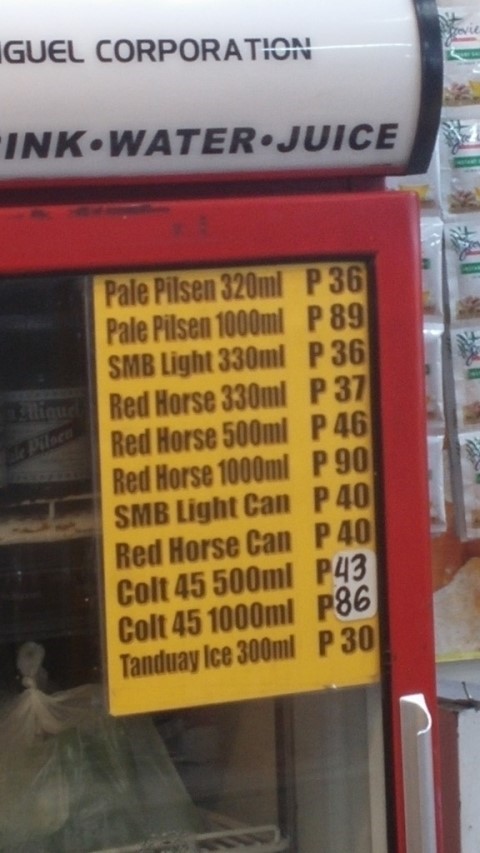 IGUEL CORPORATION
INK•WATER•JUICE
Pale Pilsen 320ml P 36
Pale Pilsen 1000ml P 89
SMB Light 330ml P 36
Red Horse 330ml P 37
Red Horse 500ml P 46
Red Horse 1000ml P 90
SMB Light Can P 40
Red Horse Can P 40
Colt 45 500ml P43
Colt 45 1000ml P86
Tanduay Ice 300ml P 30
Miguel
Pilsen